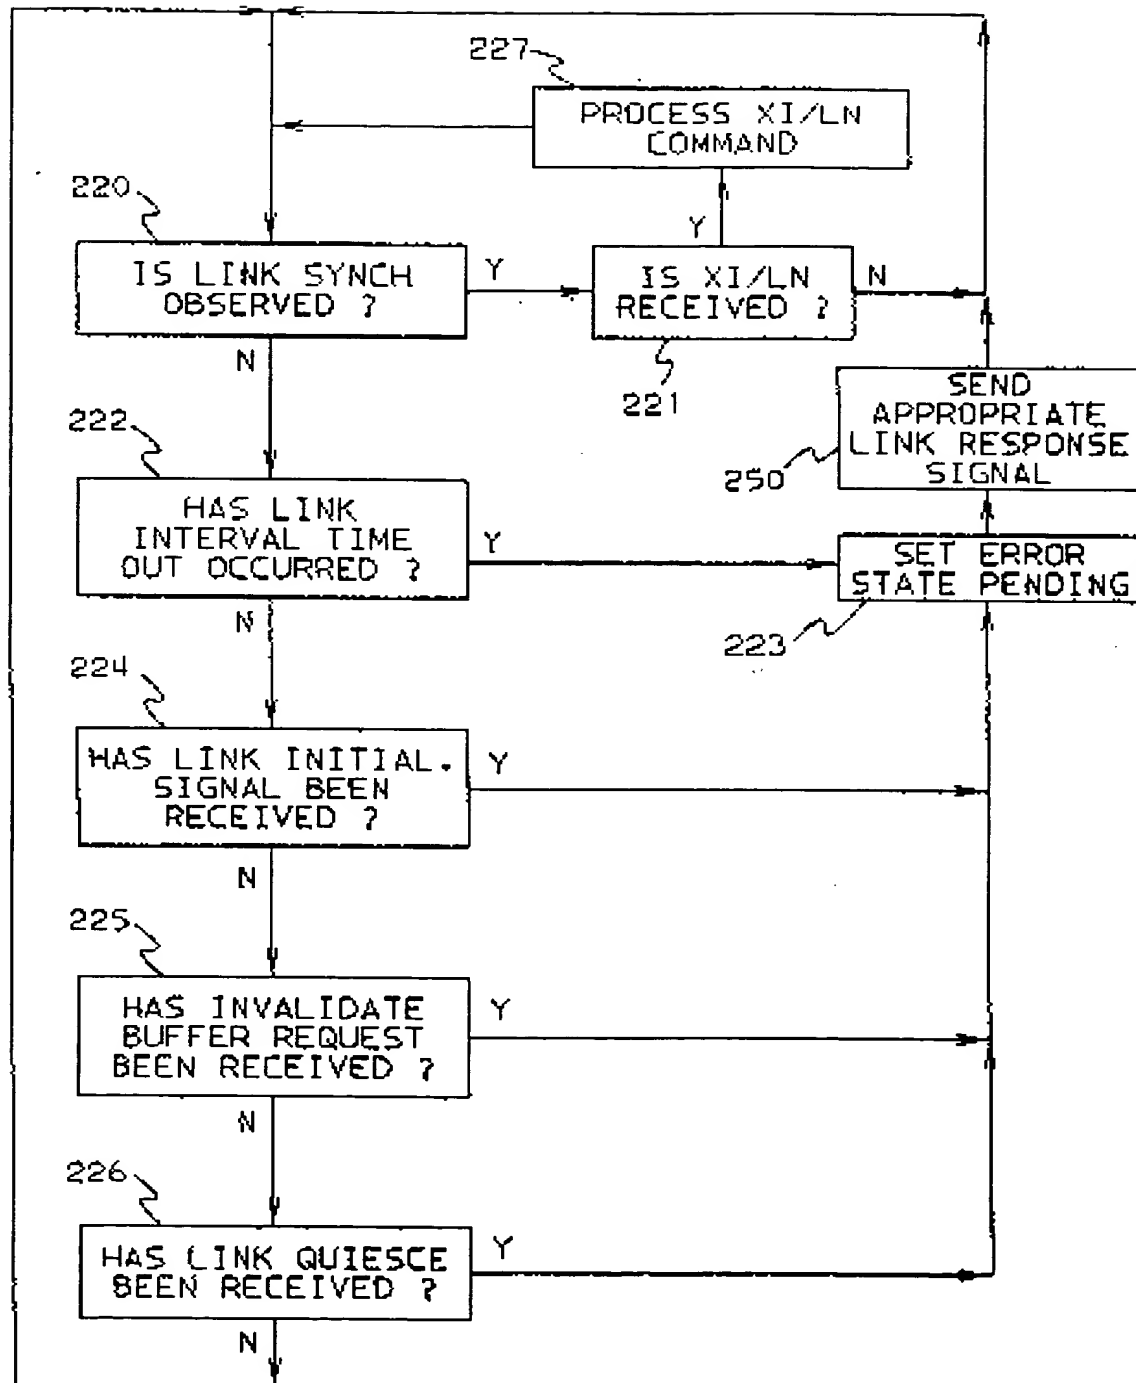 227
PROCESS XI/LN
COMMAND
220
IS LINK SYNCH
OBSERVED ?
Y
Y
IS XI/LN
RECEIVED ?
N
N
221
SEND
APPROPRIATE
LINK RESPONSE
SIGNAL
250
222
HAS LINK
INTERVAL TIME
OUT OCCURRED ?
Y
SET ERROR
STATE PENDING
N
223
224
HAS LINK INITIAL.
SIGNAL BEEN
RECEIVED ?
Y
N
225
HAS INVALIDATE
BUFFER REQUEST
BEEN RECEIVED ?
Y
N
226
HAS LINK QUIESCE
BEEN RECEIVED ?
Y
N